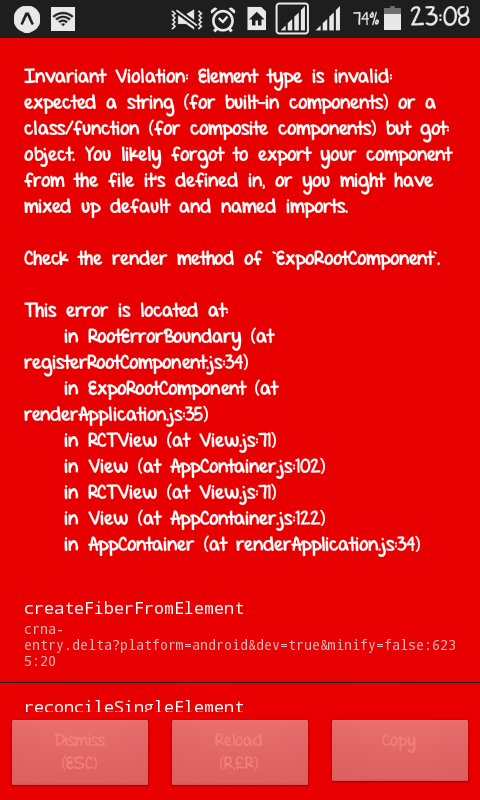 74% 23:08
Invariant Violation: Element type is invalid:
expected a string (for built-in components) or a
class/function (for composite components) but got:
object. You likely forgot to export your component
from the file it's defined in, or you might have
mixed up default and named imports.
Check the render method of `ExpoRootComponent`.
This error is located at:
in RootErrorBoundary (at
registerRootComponent.js:34)
in ExpoRootComponent (at
renderApplication.js:35)
in RCTView (at View.js:71)
in View (at AppContainer.js:102)
in RCTView (at View.js:71)
in View (at AppContainer.js:122)
in AppContainer (at renderApplication.js:34)
createFiberFromElement
crna-
entry.delta?platform=android&dev=true&minify=false:623
5:20
reconcileSingleElement
Dismiss
(ESC)
Reload
(R,R)
Copy